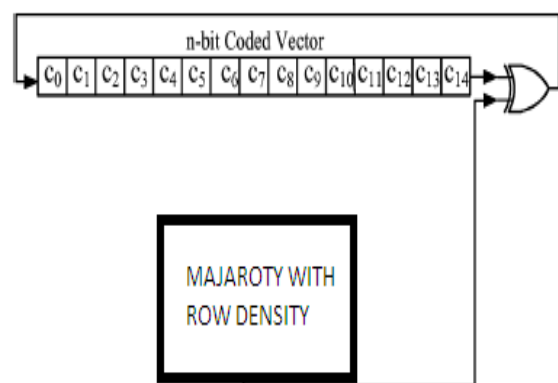 n-bit Coded Vector
c0 c1 c2 c3 c4 c5 c6 c7 c8 c9 c10 c11 c12 c13 c14
MAJAROTY WITH
ROW DENSITY